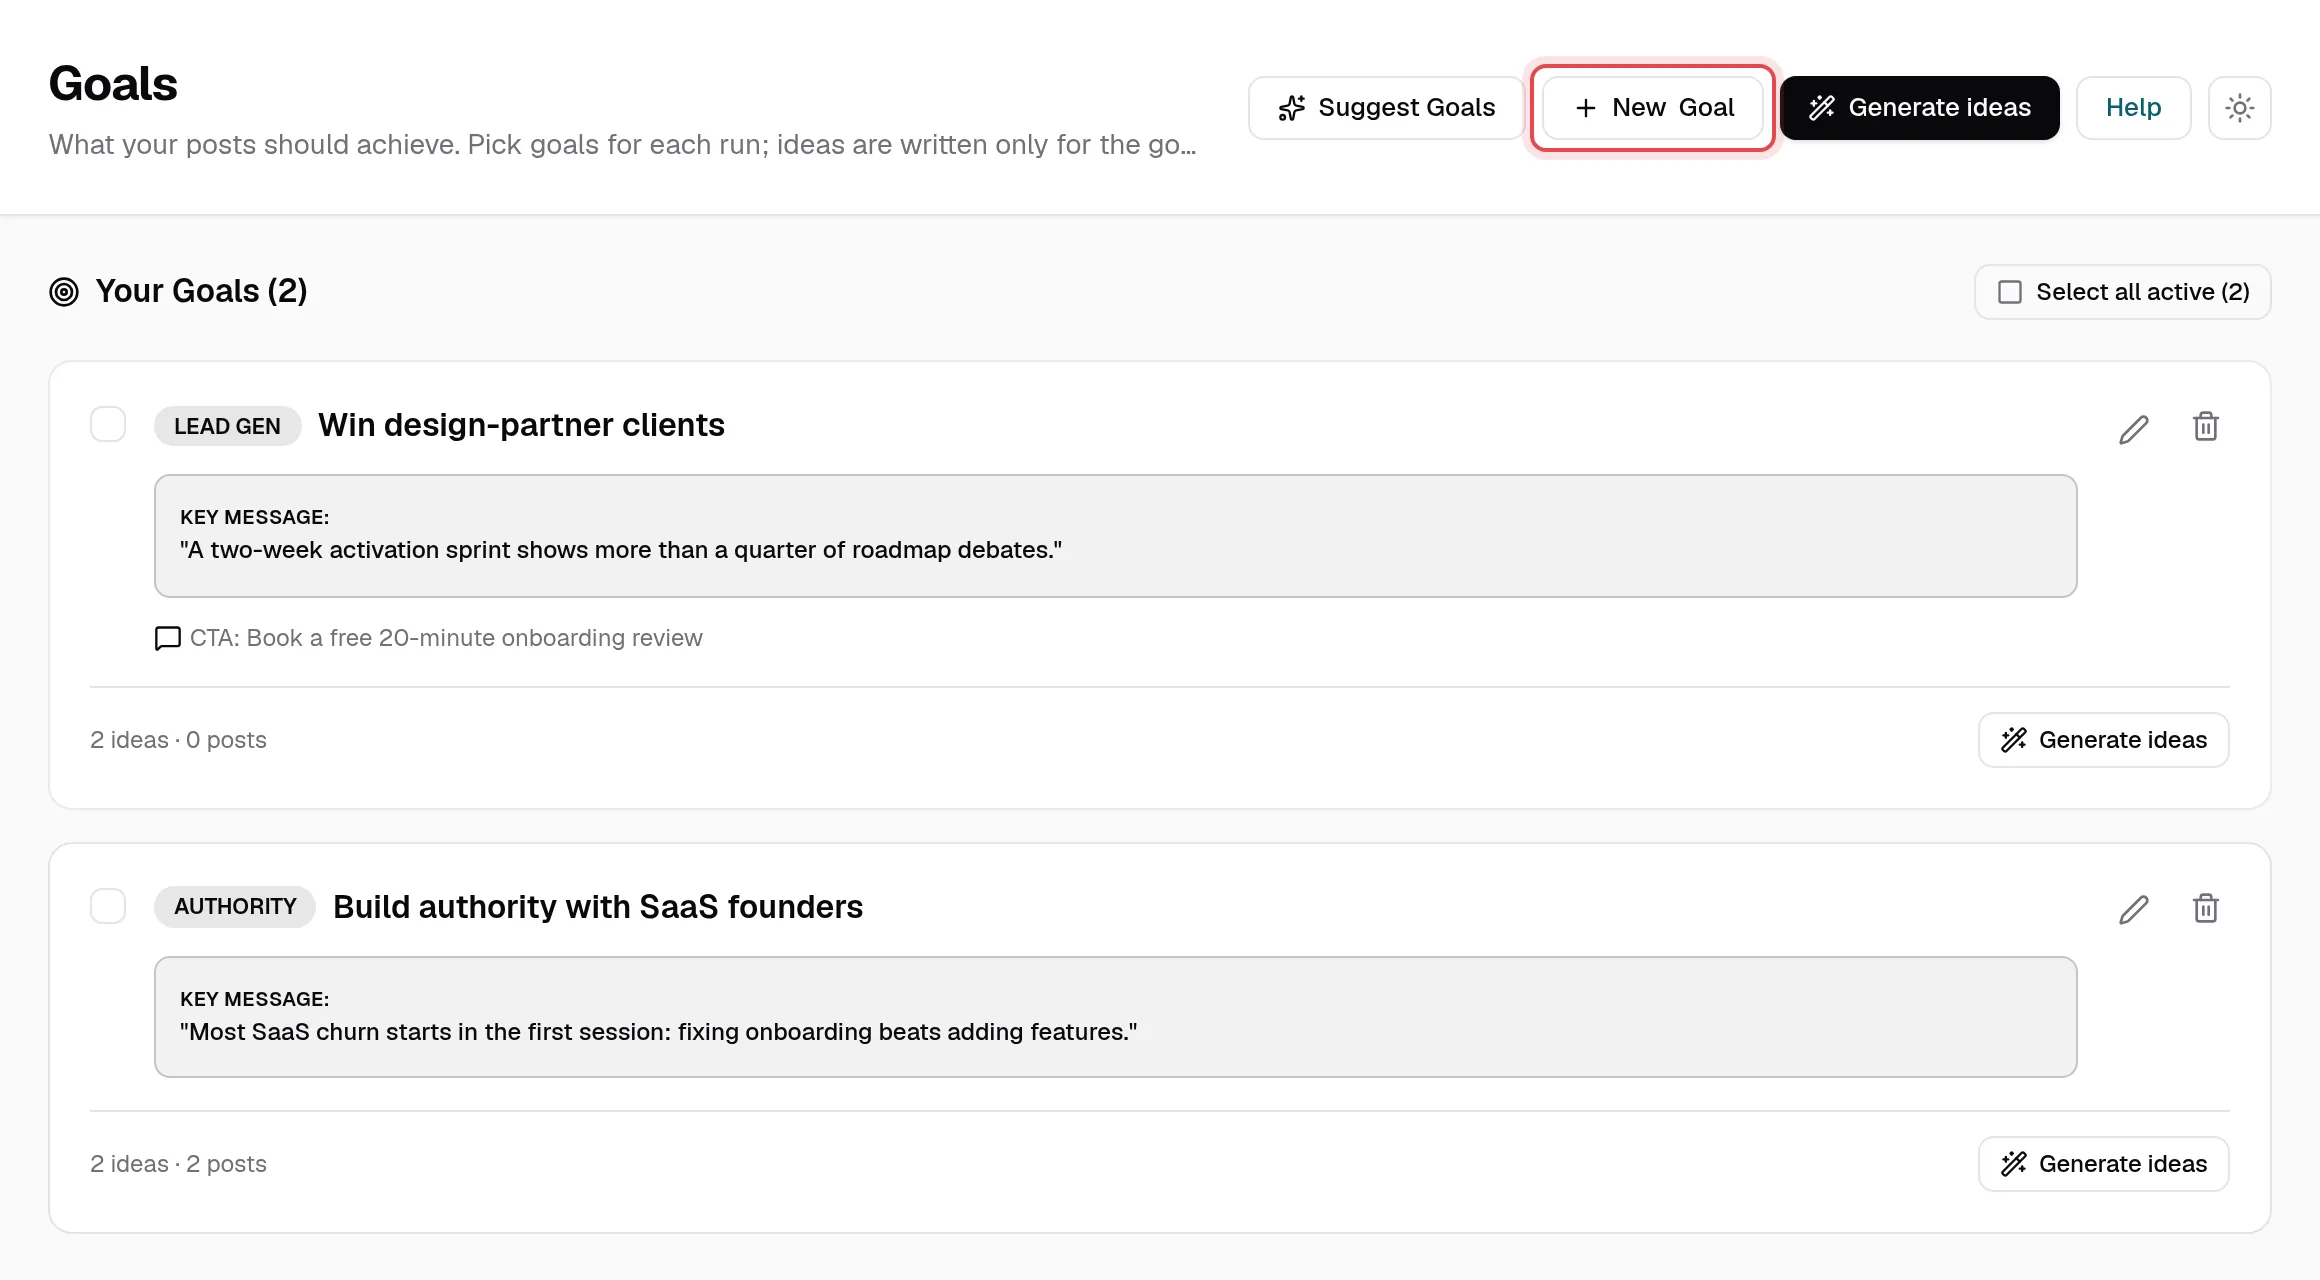 Goals
What your posts should achieve. Pick goals for each run; ideas are written only for the go…
Suggest Goals
New Goal
Generate ideas
Help
Your Goals (2)
Select all active (2)
LEAD GEN
Win design-partner clients
KEY MESSAGE:
"A two-week activation sprint shows more than a quarter of roadmap debates."
CTA: Book a free 20-minute onboarding review
2 ideas · 0 posts
Generate ideas
AUTHORITY
Build authority with SaaS founders
KEY MESSAGE:
"Most SaaS churn starts in the first session: fixing onboarding beats adding features."
2 ideas · 2 posts
Generate ideas